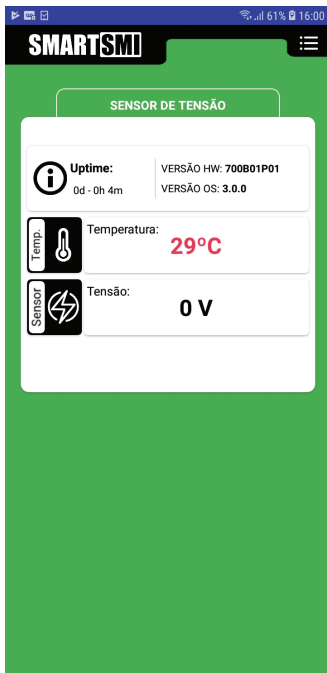 61% 16:00
SMARTSMI
SENSOR DE TENSÃO
Uptime:
0d - 0h 4m
VERSÃO HW: 700B01P01
VERSÃO OS: 3.0.0
Temp.
Temperatura:
29ºC
Sensor
Tensão:
0 V